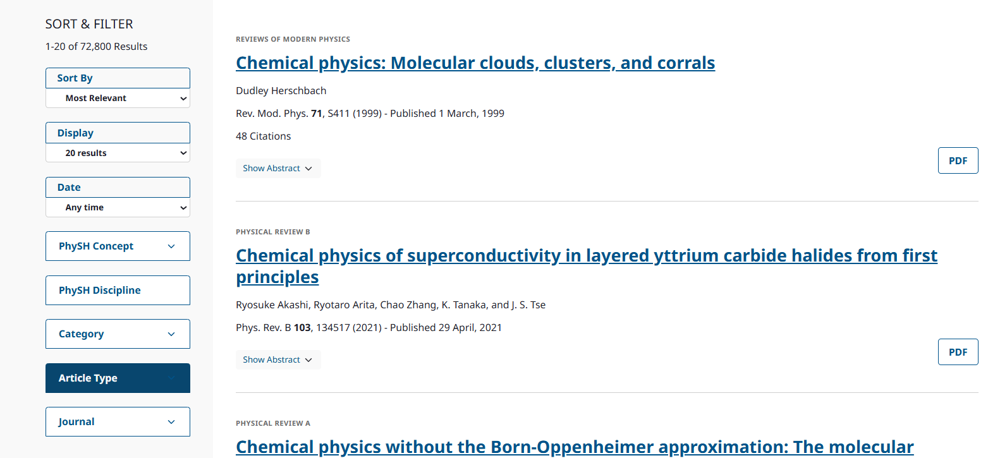 SORT & FILTER
1-20 of 72,800 Results
Sort By
Most Relevant
Display
20 results
Date
Any time
PhySH Concept
PhySH Discipline
Category
Article Type
Journal
REVIEWS OF MODERN PHYSICS
Chemical physics: Molecular clouds, clusters, and corrals
Dudley Herschbach
Rev. Mod. Phys. 71, S411 (1999) - Published 1 March, 1999
48 Citations
Show Abstract
PDF
PHYSICAL REVIEW B
Chemical physics of superconductivity in layered yttrium carbide halides from first
principles
Ryosuke Akashi, Ryotaro Arita, Chao Zhang, K. Tanaka, and J. S. Tse
Phys. Rev. B 103, 134517 (2021) - Published 29 April, 2021
Show Abstract
PDF
PHYSICAL REVIEW A
Chemical physics without the Born-Oppenheimer approximation: The molecular